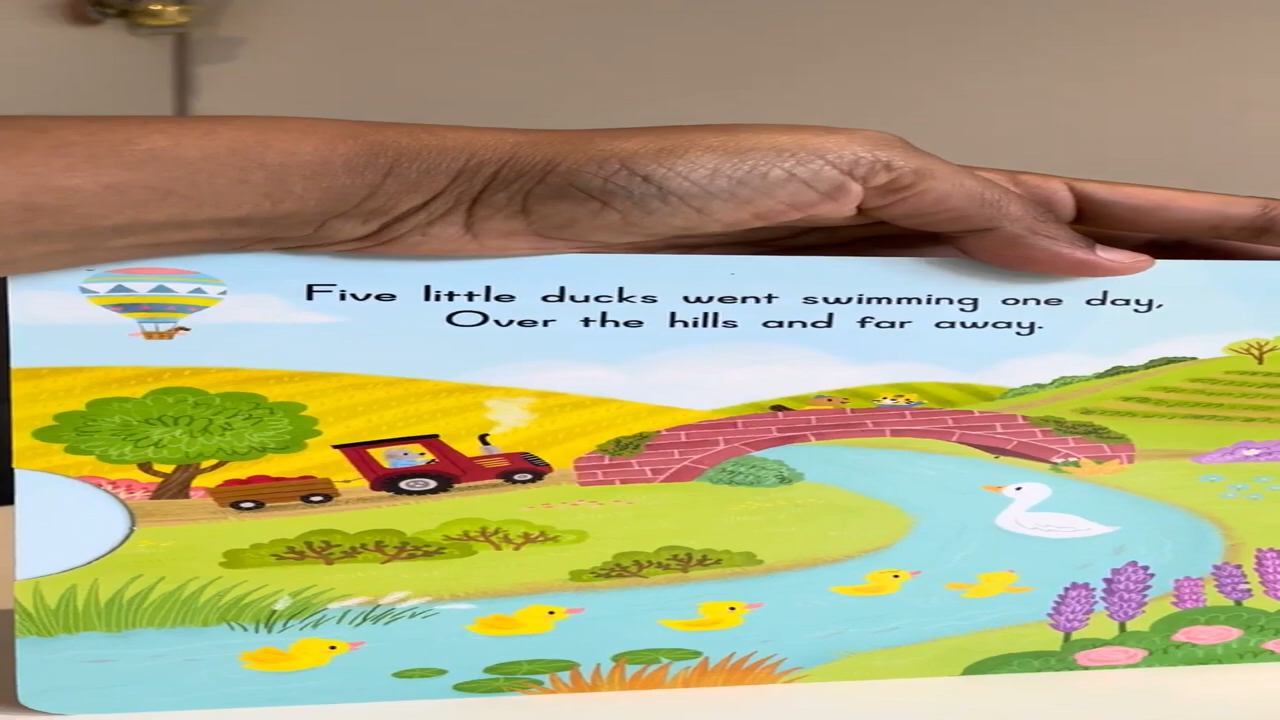 Five little ducks went swimming one day,
Over the hills and far away.